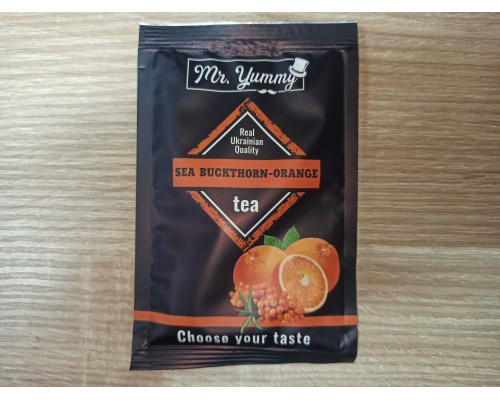 Mr. Yummy
Real
Ukrainian
Quality
SEA BUCKTHORN-ORANGE
tea
Choose your taste